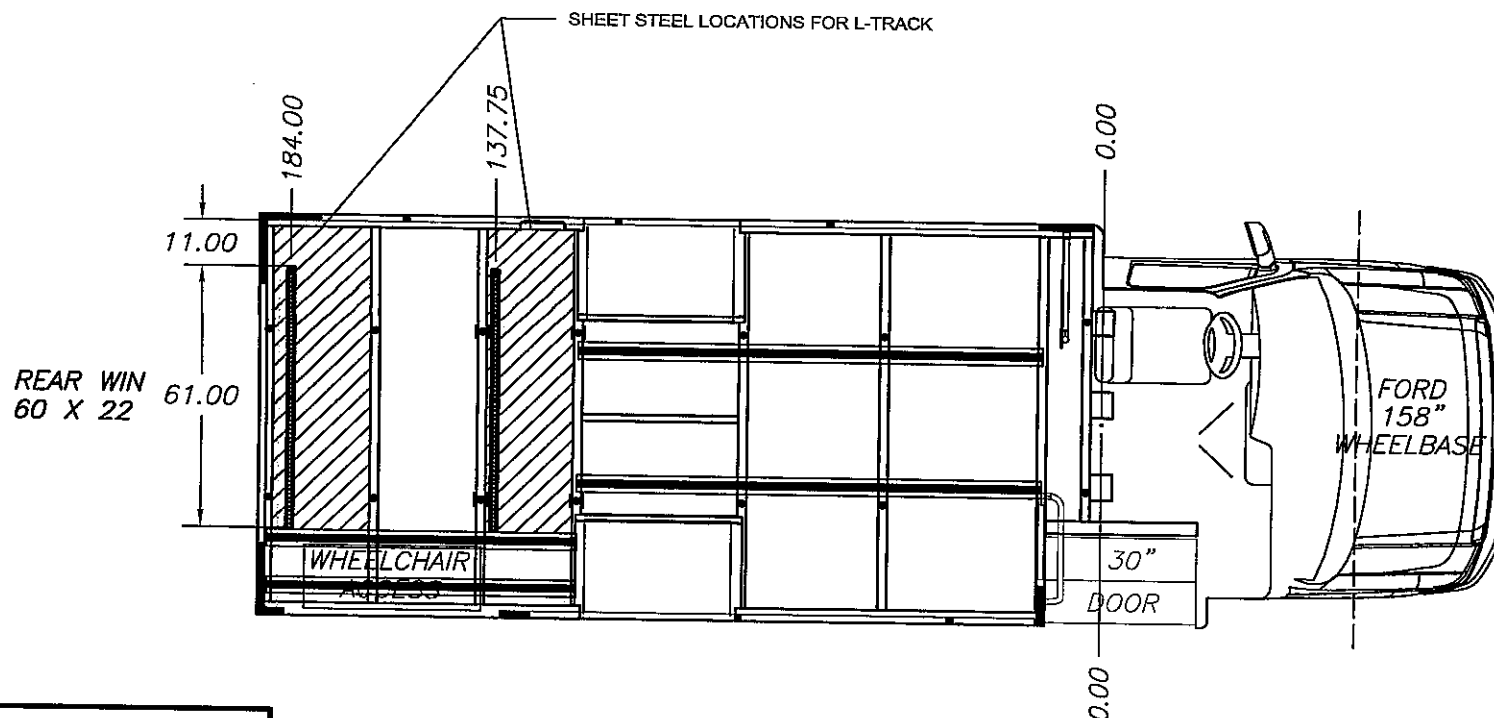 SHEET STEEL LOCATIONS FOR L-TRACK
184.00
137.75
0.00
11.00
61.00
REAR WIN
60 X 22
FORD
158"
WHEELBASE
WHEELCHAIR
ACCESS
30"
DOOR
0.00